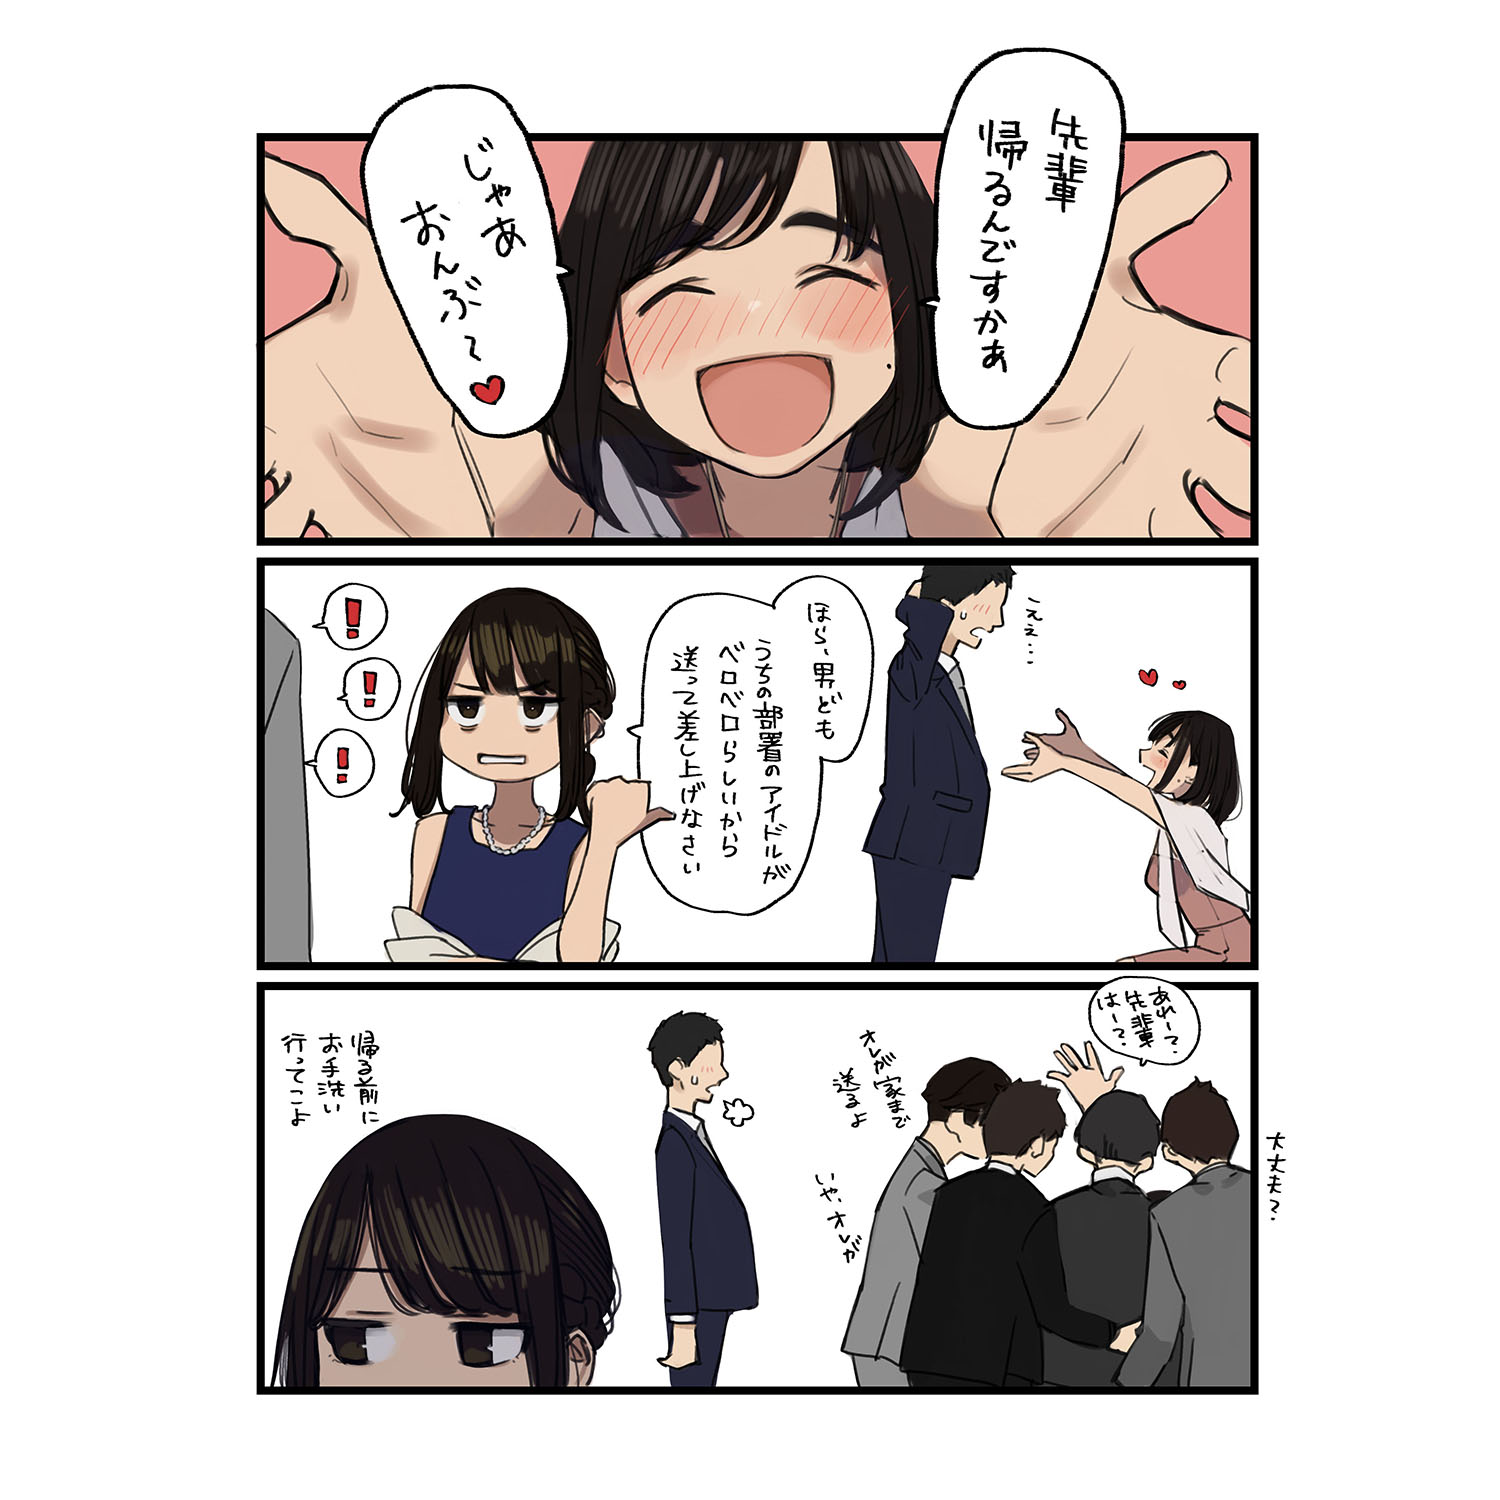 先輩
帰るんですかぁ
じゃあ
おんぶ〜
ええ…
ほら、男ども
うちの部署のアイドルが
ベロベロらしいから
送って差し上げなさい
!
!
!
あれー?
先輩
はー?
大丈夫?
オレが家まで
送るよ
いや、オレが
帰る前に
お手洗い
行ってこよ